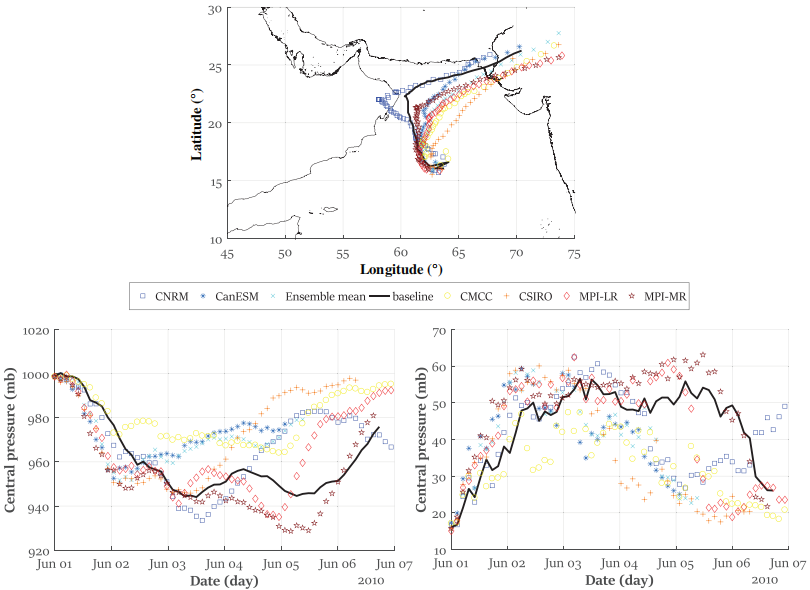 30
25
20
15
10
Latitude (°)
45 50 55 60 65 70 75
Longitude (°)
CNRM CanESM Ensemble mean baseline CMCC CSIRO MPI-LR MPI-MR
1020
1000
980
960
940
920
Central pressure (mb)
Jun 01 Jun 02 Jun 03 Jun 04 Jun 05 Jun 06 Jun 07
Date (day)
2010
70
60
50
40
30
20
10
Central pressure (mb)
Jun 01 Jun 02 Jun 03 Jun 04 Jun 05 Jun 06 Jun 07
Date (day)
2010